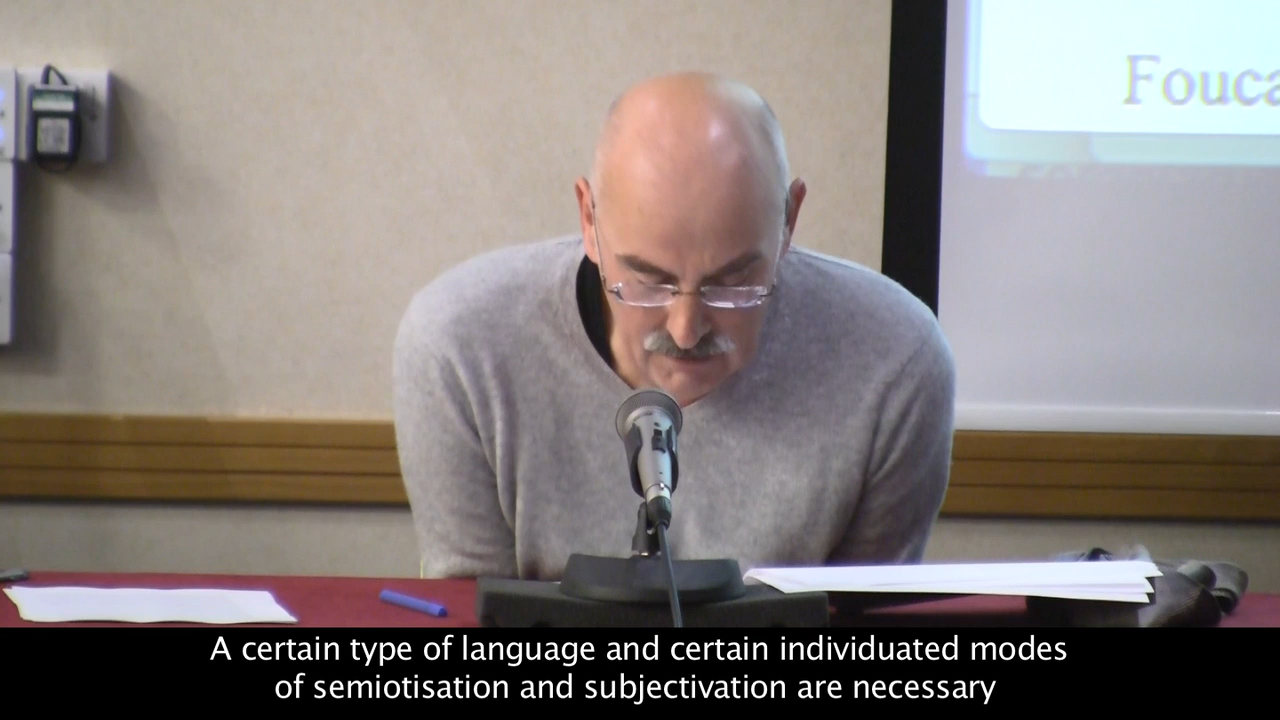 Fouca
A certain type of language and certain individuated modes
of semiotisation and subjectivation are necessary